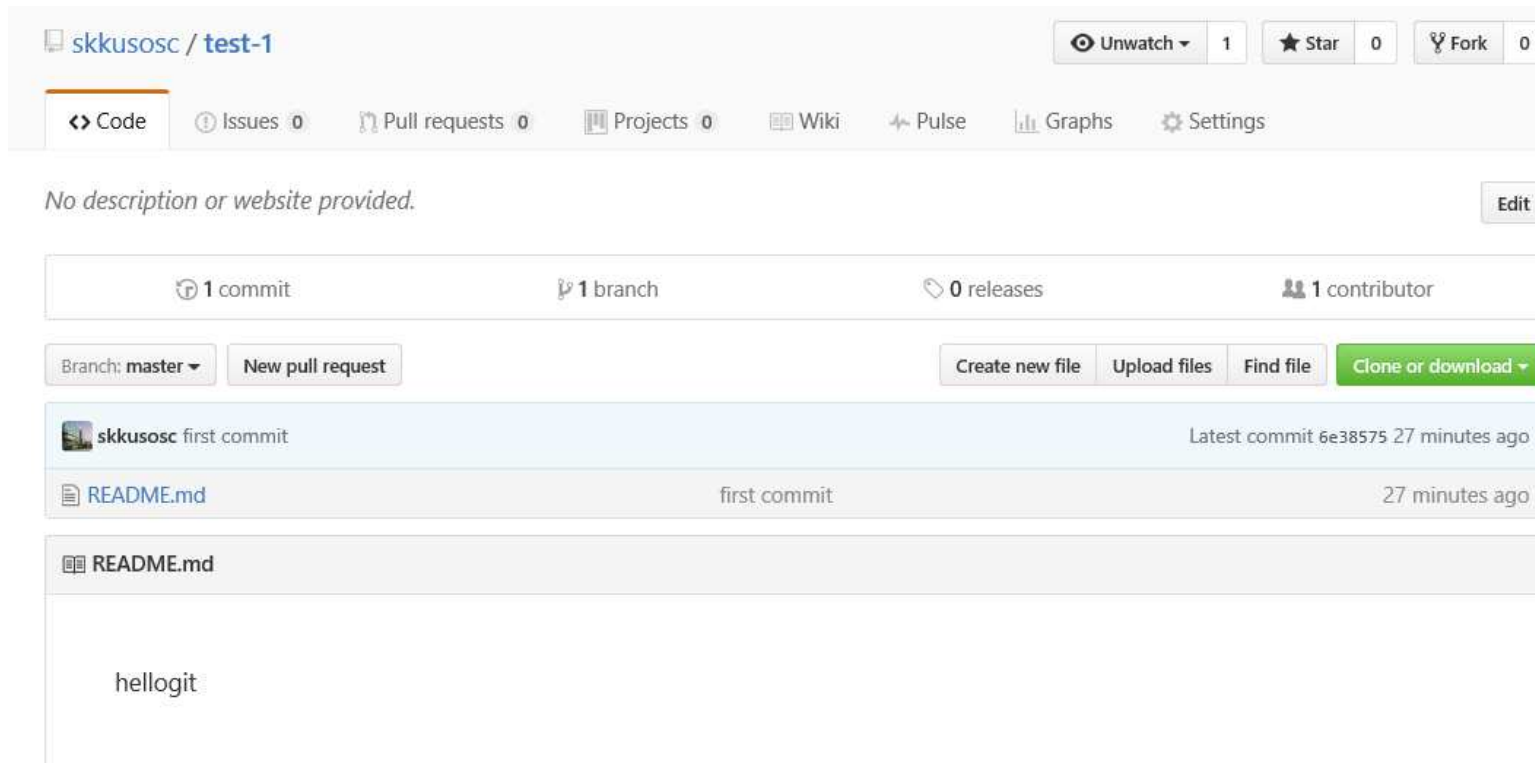 skkusosc / test-1 Unwatch 1 Star 0 Fork 0
Code Issues 0 Pull requests 0 Projects 0 Wiki Pulse Graphs Settings
No description or website provided. Edit
1 commit 1 branch 0 releases 1 contributor
Branch: master New pull request Create new file Upload files Find file Clone or download
skkusosc first commit Latest commit 6e38575 27 minutes ago
README.md first commit 27 minutes ago
README.md
hellogit